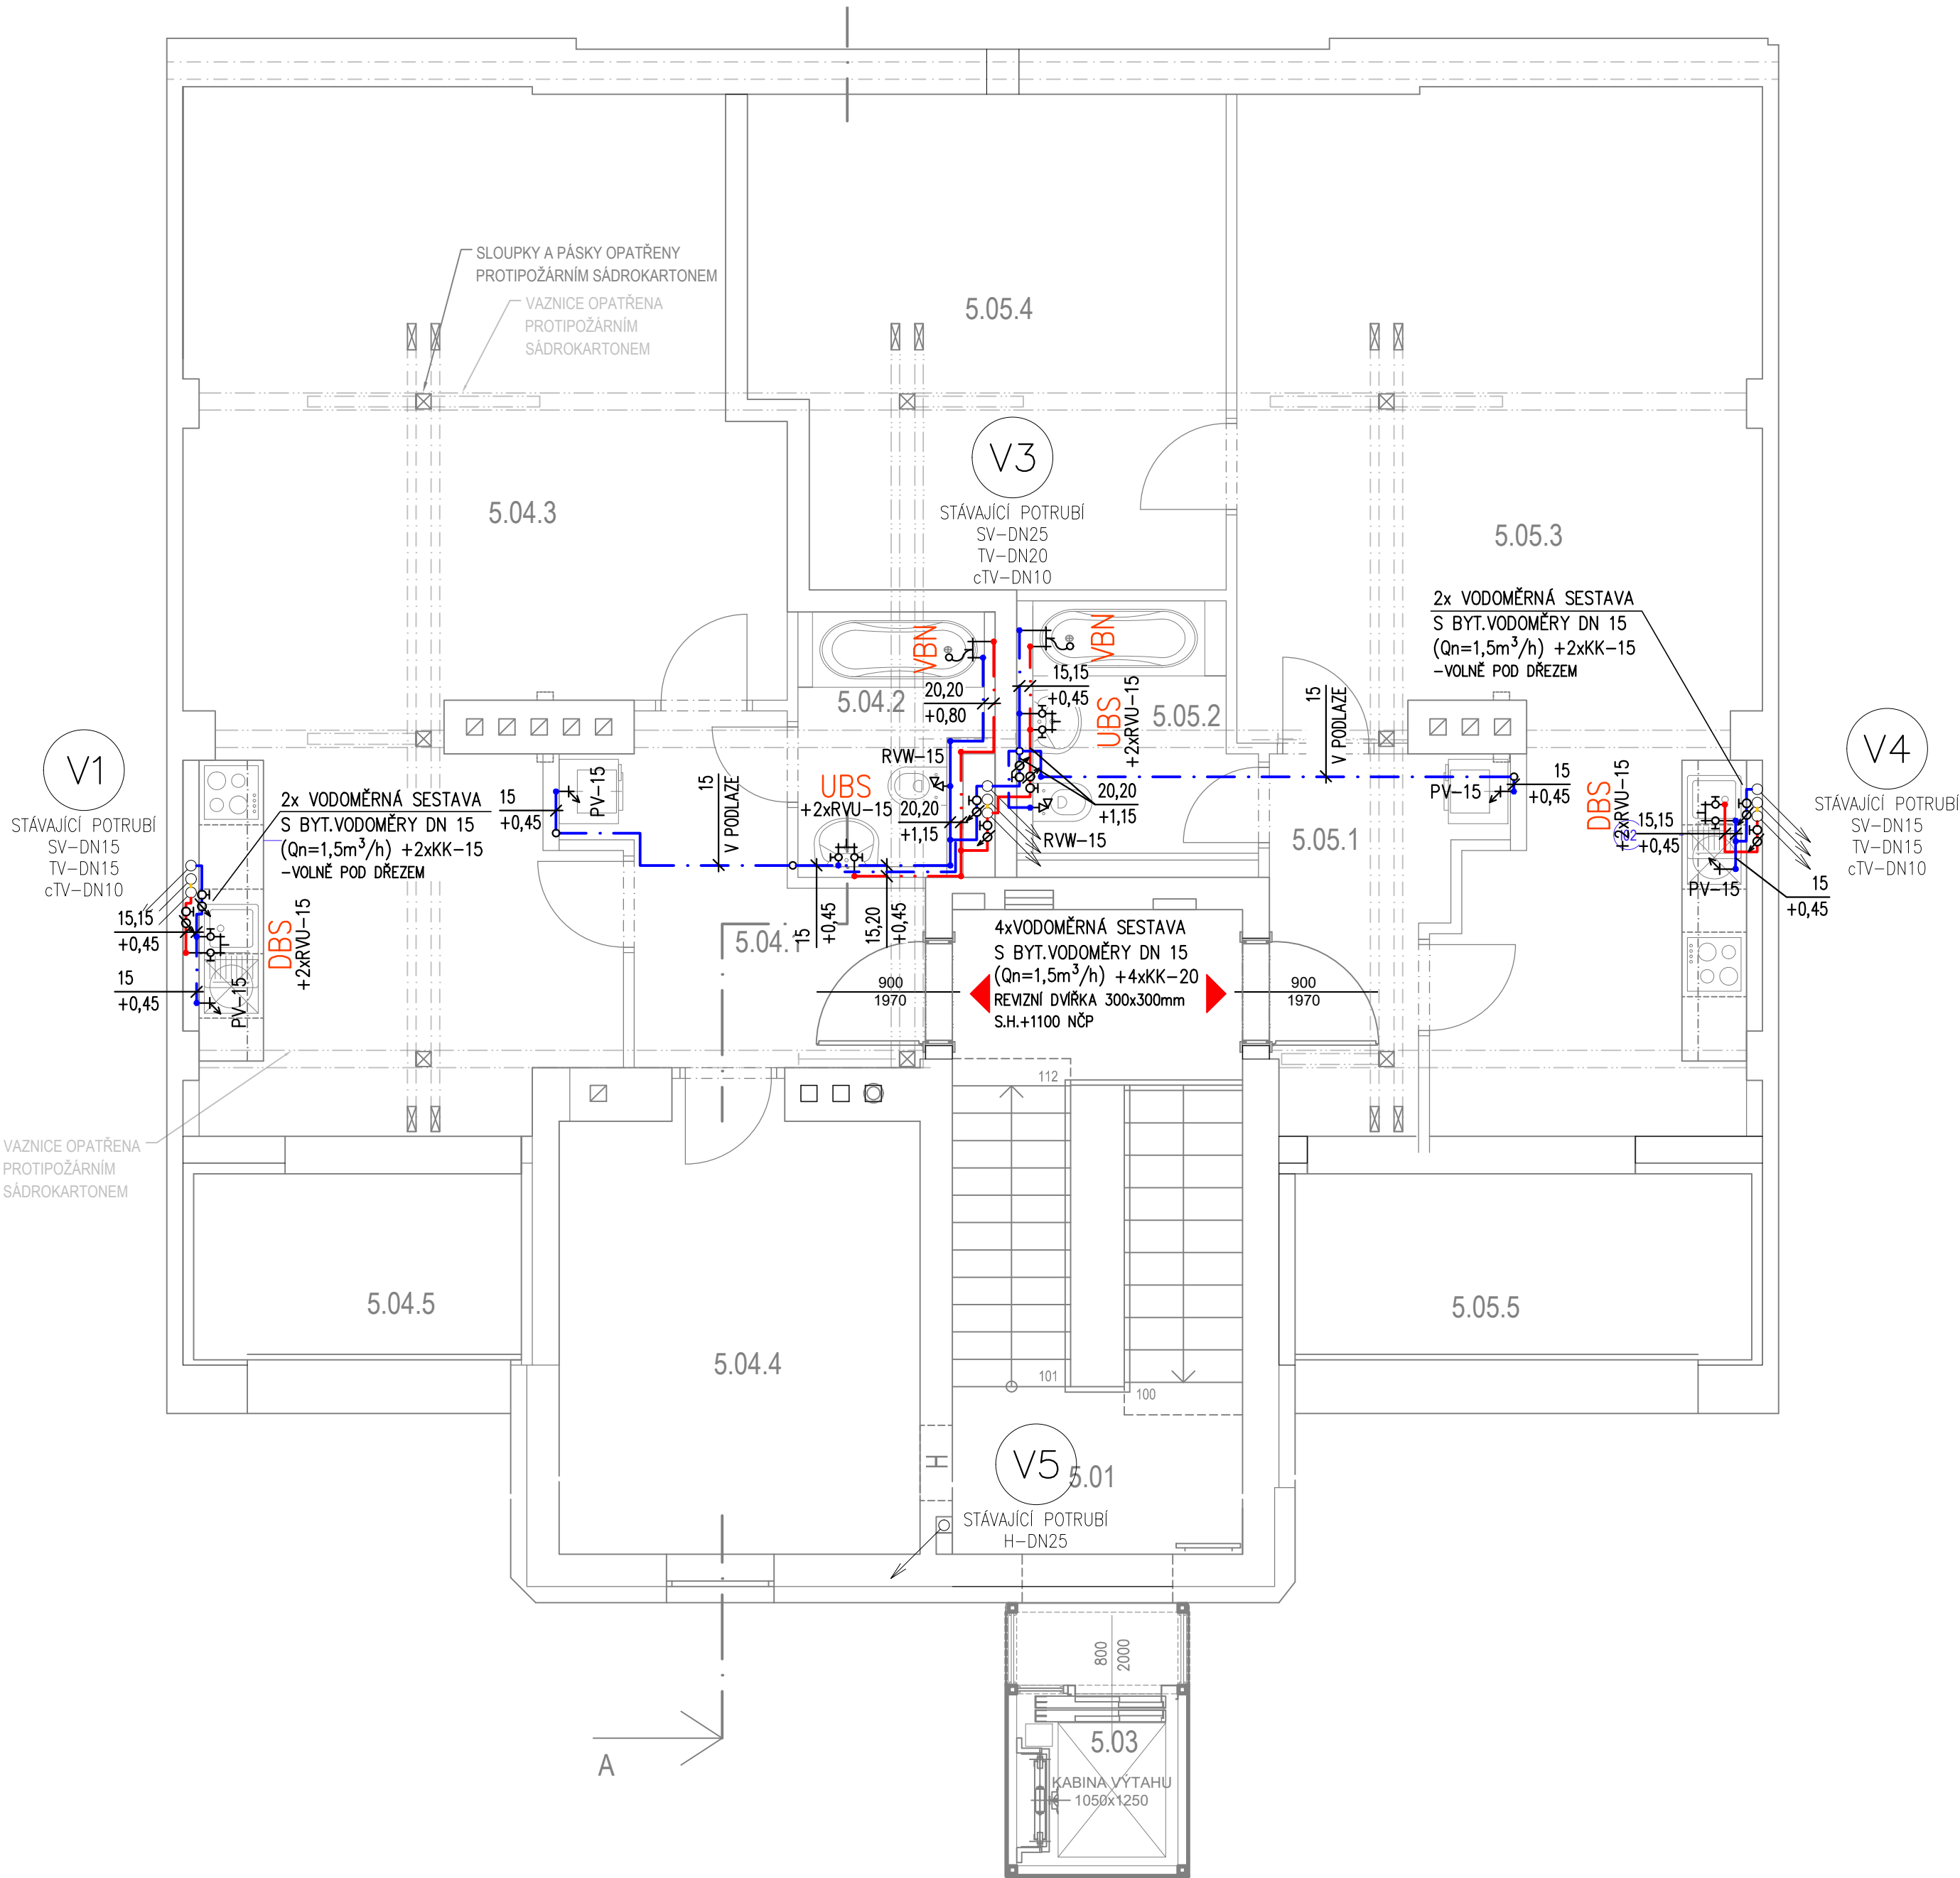 SLOUPKY A PÁSKY OPATŘENY
PROTIPOŽÁRNÍM SÁDROKARTONEM
VAZNICE OPATŘENA
PROTIPOŽÁRNÍM
SÁDROKARTONEM
5.05.4
V3
STÁVAJÍCÍ POTRUBÍ
SV-DN25
TV-DN20
cTV-DN10
5.04.3
5.05.3
2x VODOMĚRNÁ SESTAVA
S BYT.VODOMĚRY DN 15
(Qn=1,5m³/h) +2xKK-15
-VOLNĚ POD DŘEZEM
VBN
VBN
5.04.2
20,20
+0,80
15,15
+0,45
UBS
+2xRVU-15
5.05.2
15
V PODLAZE
V1
STÁVAJÍCÍ POTRUBÍ
SV-DN15
TV-DN15
cTV-DN10
V4
STÁVAJÍCÍ POTRUBÍ
SV-DN15
TV-DN15
cTV-DN10
2x VODOMĚRNÁ SESTAVA
S BYT.VODOMĚRY DN 15
(Qn=1,5m³/h) +2xKK-15
-VOLNĚ POD DŘEZEM
15
+0,45
PV-15
15
V PODLAZE
RVW-15
UBS
+2xRVU-15
20,20
+1,15
20,20
+1,15
RVW-15
5.05.1
PV-15
15
+0,45
DBS
+2xRVU-15
15,15
+0,45
PV-15
15
+0,45
15,15
+0,45
15
+0,45
DBS
+2xRVU-15
PV-15
5.04.1
15
+0,45
15,20
+0,45
4xVODOMĚRNÁ SESTAVA
S BYT.VODOMĚRY DN 15
(Qn=1,5m³/h) +4xKK-20
REVIZNÍ DVÍŘKA 300x300mm
S.H.+1100 NČP
900
1970
900
1970
112
VAZNICE OPATŘENA
PROTIPOŽÁRNÍM
SÁDROKARTONEM
5.04.5
5.05.5
5.04.4
101
100
H
V5
5.01
STÁVAJÍCÍ POTRUBÍ
H-DN25
800
2000
A
5.03
KABINA VÝTAHU
1050x1250